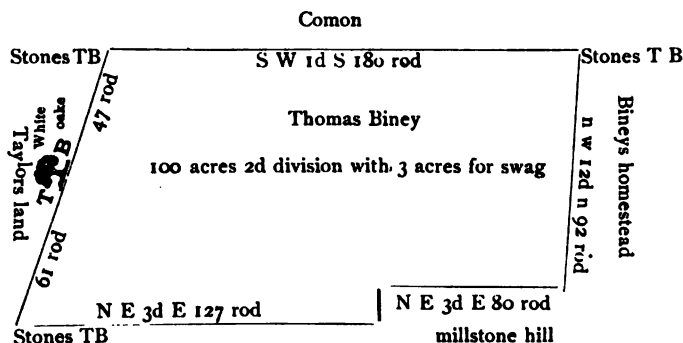 Comon
Stones TB
S W 1d S 180 rod
Stones T B
47 rod
White
oake
T B
Taylors land
61 rod
Thomas Biney
100 acres 2d division with 3 acres for swag
n w 12d n 92 rod
Bineys homestead
N E 3d E 127 rod
N E 3d E 80 rod
Stones TB
millstone hill